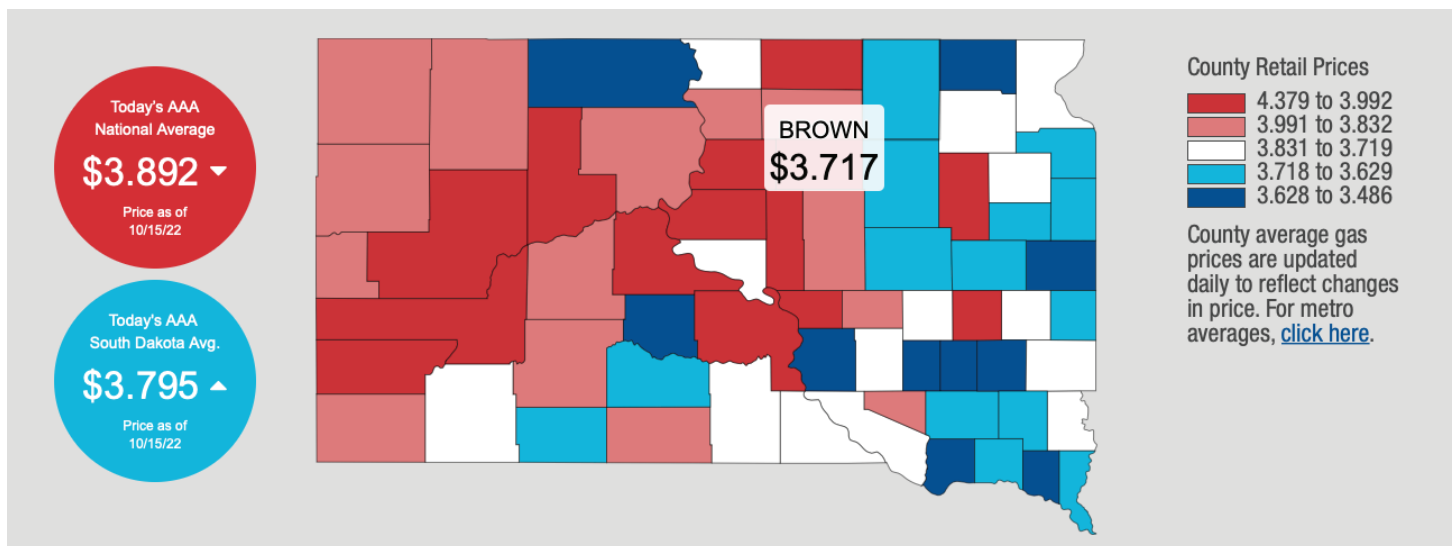 Today's AAA
National Average
$3.892
Price as of
10/15/22
Today's AAA
South Dakota Avg.
$3.795
Price as of
10/15/22
BROWN
$3.717
County Retail Prices
4.379 to 3.992
3.991 to 3.832
3.831 to 3.719
3.718 to 3.629
3.628 to 3.486
County average gas
prices are updated
daily to reflect changes
in price. For metro
averages, click here.